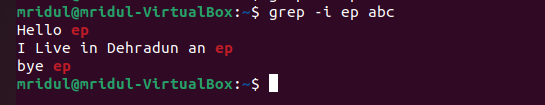 mridul@mridul-VirtualBox:~$ grep -i ep abc
Hello ep
I Live in Dehradun an ep
bye ep
mridul@mridul-VirtualBox:~$